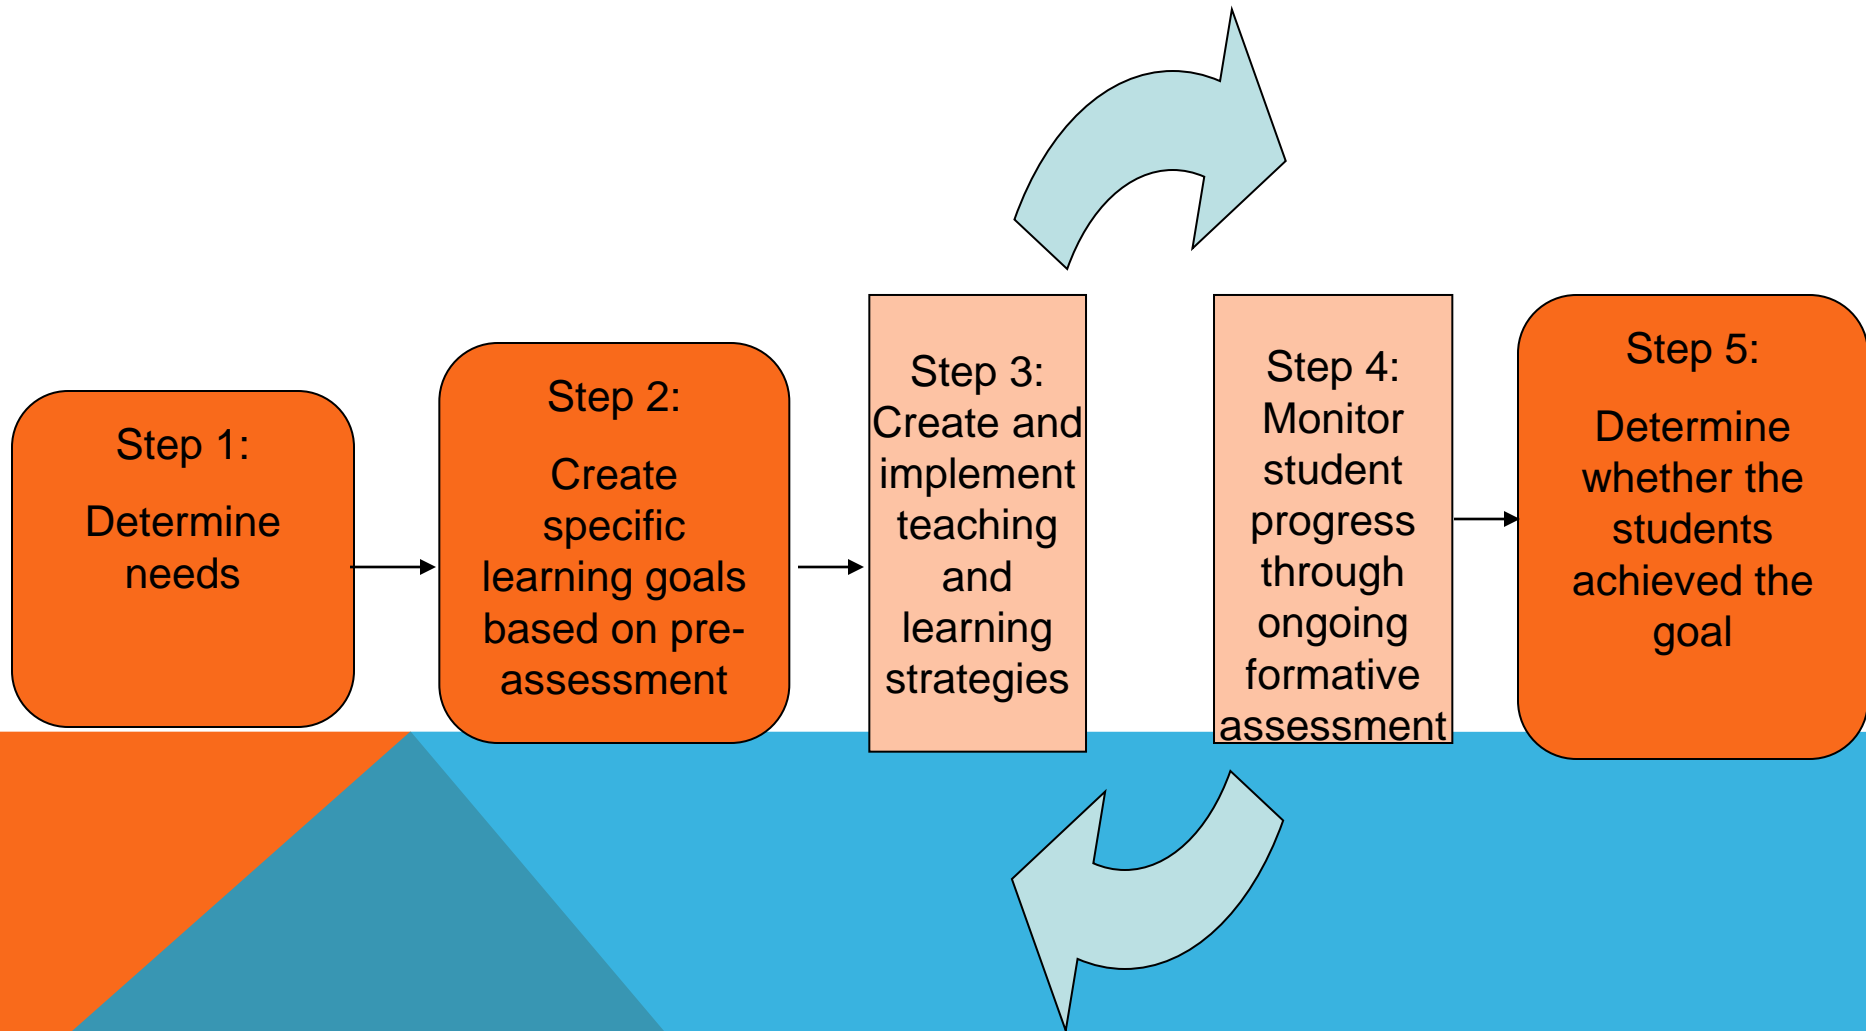 Step 1:
Determine
needs
Step 2:
Create
specific
learning goals
based on pre-
assessment
Step 3:
Create and
implement
teaching
and
learning
strategies
Step 4:
Monitor
student
progress
through
ongoing
formative
assessment
Step 5:
Determine
whether the
students
achieved the
goal